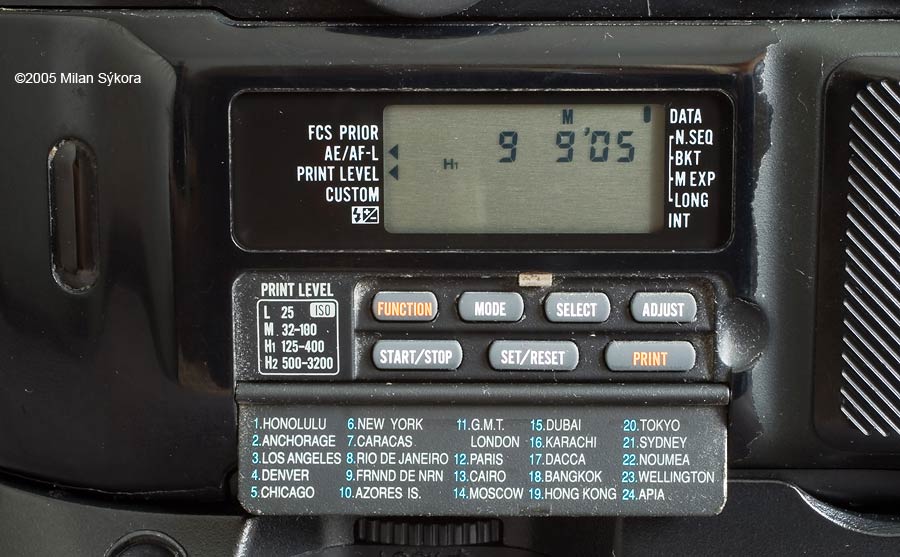 ©2005 Milan Sýkora
FCS PRIOR
AE/AF-L
PRINT LEVEL
CUSTOM
M
H1 9 9'05
DATA
N.SEQ
BKT
M EXP
LONG
INT
PRINT LEVEL
L 25 ISO
M 32-100
H1 125-400
H2 500-3200
FUNCTION MODE SELECT ADJUST
START/STOP SET/RESET PRINT
1.HONOLULU 6.NEW YORK 11.G.M.T. 15.DUBAI 20.TOKYO
2.ANCHORAGE 7.CARACAS LONDON 16.KARACHI 21.SYDNEY
3.LOS ANGELES 8.RIO DE JANEIRO 12.PARIS 17.DACCA 22.NOUMEA
4.DENVER 9.FRNND DE NRN 13.CAIRO 18.BANGKOK 23.WELLINGTON
5.CHICAGO 10.AZORES IS. 14.MOSCOW 19.HONG KONG 24.APIA